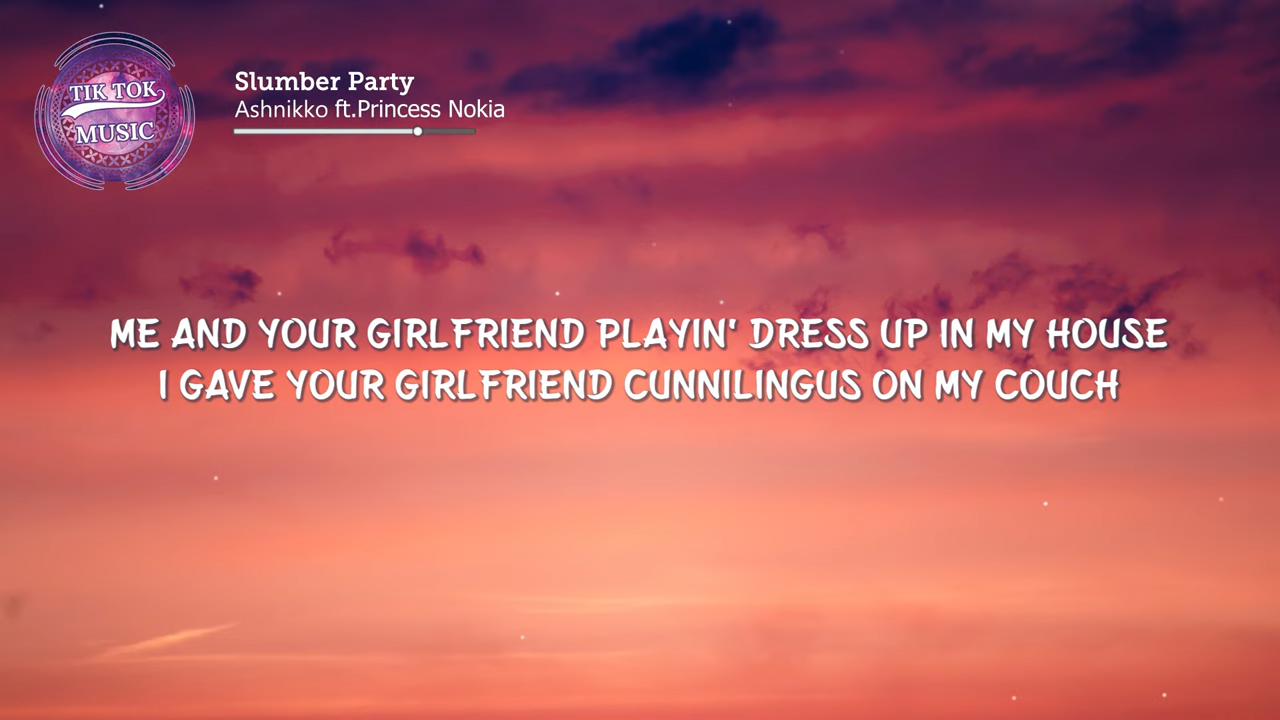 TIK TOK
MUSIC
Slumber Party
Ashnikko ft.Princess Nokia
ME AND YOUR GIRLFRIEND PLAYIN' DRESS UP IN MY HOUSE
I GAVE YOUR GIRLFRIEND CUNNILINGUS ON MY COUCH